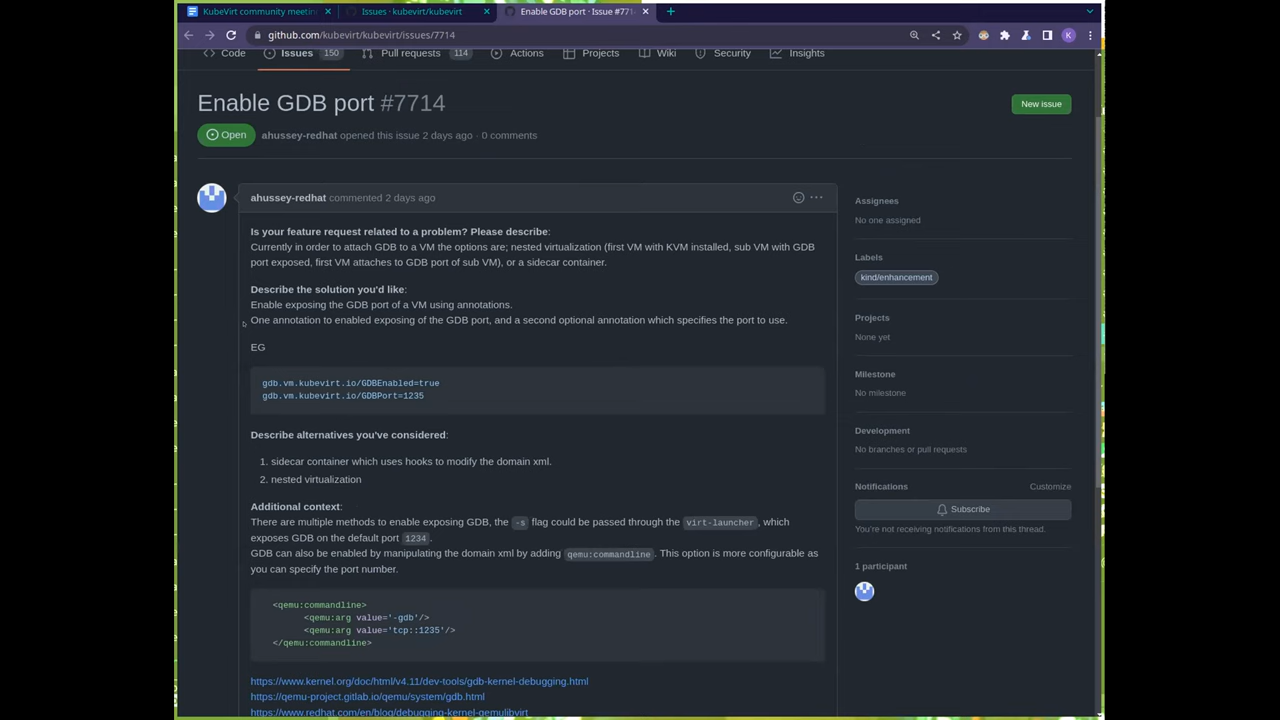 KubeVirt community meetin
Issues · kubevirt/kubevirt
Enable GDB port · Issue #7714
github.com/kubevirt/kubevirt/issues/7714
K
Code
Issues 150
Pull requests 114
Actions
Projects
Wiki
Security
Insights
Enable GDB port #7714
New issue
Open
ahussey-redhat opened this issue 2 days ago · 0 comments
ahussey-redhat commented 2 days ago
Is your feature request related to a problem? Please describe:
Currently in order to attach GDB to a VM the options are; nested virtualization (first VM with KVM installed, sub VM with GDB
port exposed, first VM attaches to GDB port of sub VM), or a sidecar container.
Describe the solution you'd like:
Enable exposing the GDB port of a VM using annotations.
One annotation to enabled exposing of the GDB port, and a second optional annotation which specifies the port to use.
EG
gdb.vm.kubevirt.io/GDBEnabled=true
gdb.vm.kubevirt.io/GDBPort=1235
Describe alternatives you've considered:
1. sidecar container which uses hooks to modify the domain xml.
2. nested virtualization
Additional context:
There are multiple methods to enable exposing GDB, the -s flag could be passed through the virt-launcher, which
exposes GDB on the default port 1234.
GDB can also be enabled by manipulating the domain xml by adding qemu:commandline. This option is more configurable as
you can specify the port number.
<qemu:commandline>
<qemu:arg value='-gdb'/>
<qemu:arg value='tcp::1235'/>
</qemu:commandline>
https://www.kernel.org/doc/html/v4.11/dev-tools/gdb-kernel-debugging.html
https://qemu-project.gitlab.io/qemu/system/gdb.html
https://www.redhat.com/en/blog/debugging-kernel-qemulibvirt
Assignees
No one assigned
Labels
kind/enhancement
Projects
None yet
Milestone
No milestone
Development
No branches or pull requests
Notifications
Customize
Subscribe
You're not receiving notifications from this thread.
1 participant